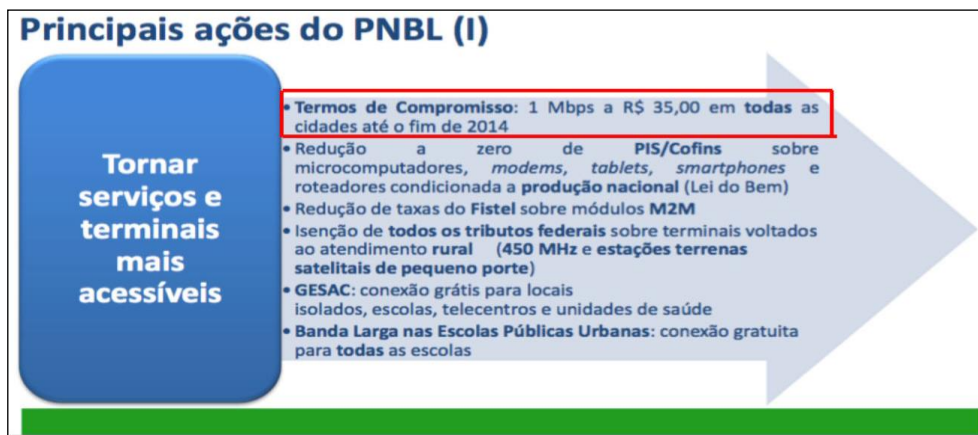 Principais ações do PNBL (I)
Tornar
serviços e
terminais
mais
acessíveis
• Termos de Compromisso: 1 Mbps a R$ 35,00 em todas as
cidades até o fim de 2014
• Redução a zero de PIS/Cofins sobre
microcomputadores, modems, tablets, smartphones e
roteadores condicionada a produção nacional (Lei do Bem)
• Redução de taxas do Fistel sobre módulos M2M
• Isenção de todos os tributos federais sobre terminais voltados
ao atendimento rural (450 MHz e estações terrenas
satelitais de pequeno porte)
• GESAC: conexão grátis para locais
isolados, escolas, telecentros e unidades de saúde
• Banda Larga nas Escolas Públicas Urbanas: conexão gratuita
para todas as escolas